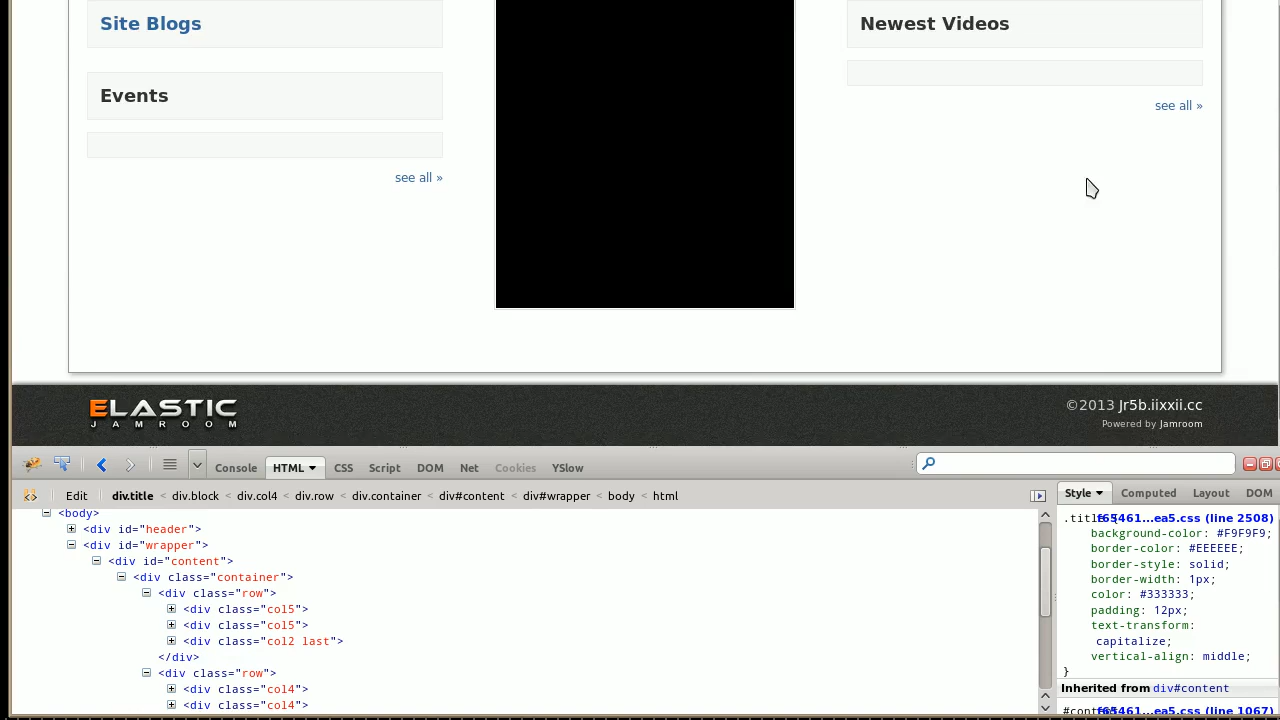 Site Blogs
Newest Videos
see all »
Events
see all »
ELASTIC
JAMROOM
©2013 Jr5b.iixxii.cc
Powered by Jamroom
Console HTML CSS Script DOM Net Cookies YSlow
Edit div.title < div.block < div.col4 < div.row < div.container < div#content < div#wrapper < body < html
Style Computed Layout DOM
<body>
<div id="header">
<div id="wrapper">
<div id="content">
<div class="container">
<div class="row">
<div class="col5">
<div class="col5">
<div class="col2 last">
</div>
<div class="row">
<div class="col4">
<div class="col4">
ea5.css (line 2508)
background-color: #F9F9F9;
border-color: #EEEEEE;
border-style: solid;
border-width: 1px;
color: #333333;
padding: 12px;
text-transform:
capitalize;
vertical-align: middle;
}
Inherited from div#content
ea5.css (line 1067)